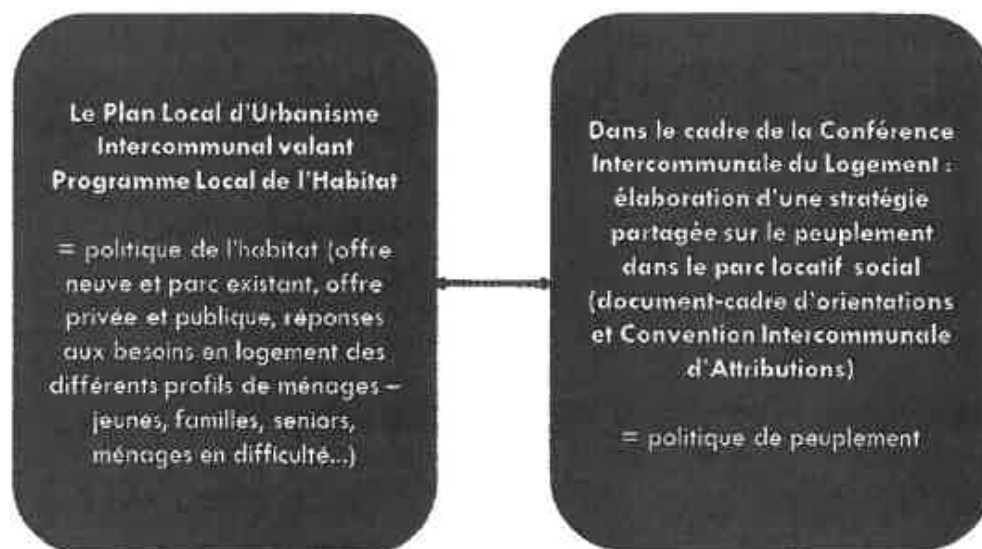 Le Plan Local d'Urbanisme
Intercommunal valant
Programme Local de l'Habitat
= politique de l'habitat (offre
neuve et parc existant, offre
privée et publique, réponses
aux besoins en logement des
différents profils de ménages –
jeunes, familles, seniors,
ménages en difficulté...)
Dans le cadre de la Conférence
Intercommunale du Logement :
élaboration d'une stratégie
partagée sur le peuplement
dans le parc locatif social
(document-cadre d'orientations
et Convention Intercommunale
d'Attributions)
= politique de peuplement